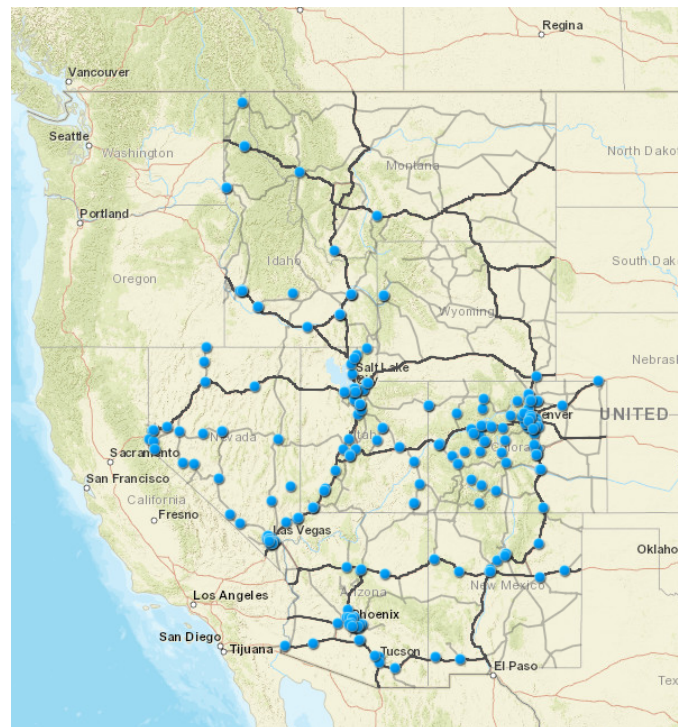 Regina
Vancouver
Seattle
Washington
Montana
North Dako
Portland
Idaho
Oregon
South Dak
Wyoming
Salt Lake
Nebras
UNITED
Nevada
Utah
Sacramento
San Francisco
California
Fresno
Las Vegas
Oklaho
Los Angeles
Arizona
New Mexico
Phoenix
San Diego
Tijuana
Tucson
El Paso
Tex